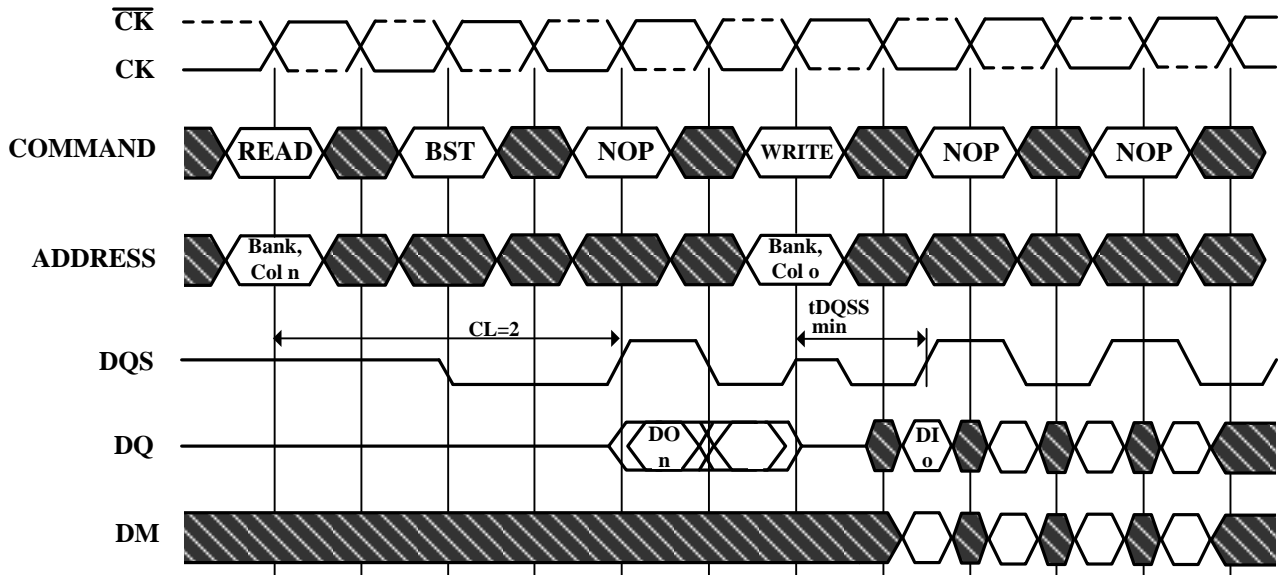 CK
CK
COMMAND
READ
BST
NOP
WRITE
NOP
NOP
ADDRESS
Bank,
Col n
Bank,
Col o
CL=2
tDQSS
min
DQS
DQ
DO
n
DI
o
DM